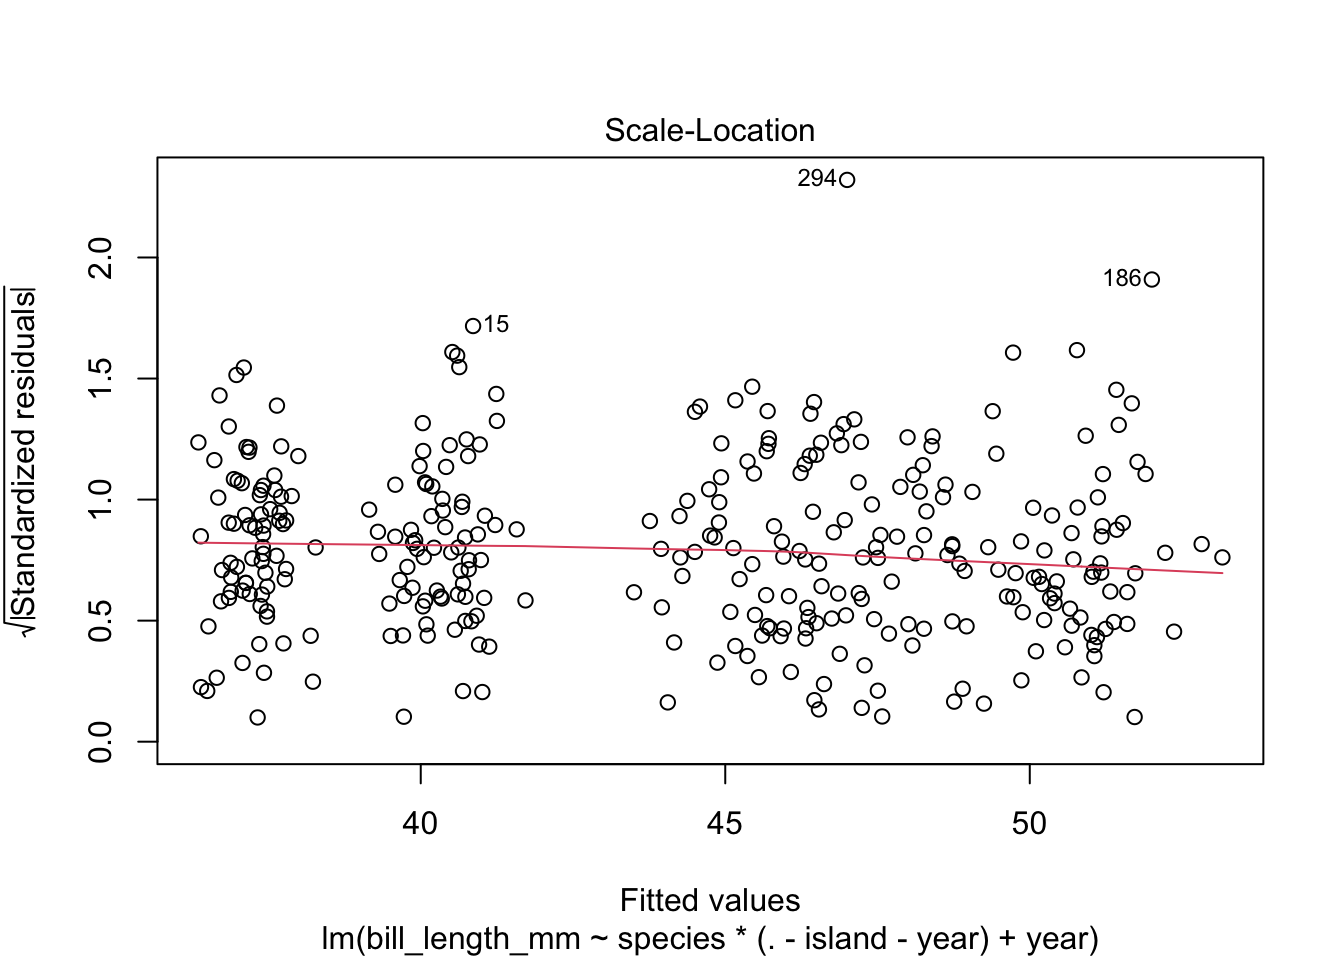 Scale-Location
294
186
15
√|Standardized residuals|
0.0 0.5 1.0 1.5 2.0
40 45 50
Fitted values
lm(bill_length_mm ~ species * (. - island - year) + year)